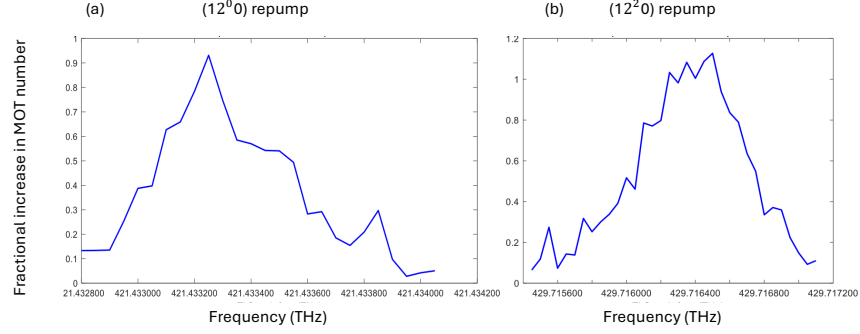 (a) (12⁰0) repump
(b) (12²0) repump
Fractional increase in MOT number
1
0.9
0.8
0.7
0.6
0.5
0.4
0.3
0.2
0.1
0
21.432800 421.433000 421.433200 421.433400 421.433600 421.433800 421.434000 421.434200
Frequency (THz)
1.2
1
0.8
0.6
0.4
0.2
0
429.715600 429.716000 429.716400 429.716800 429.717200
Frequency (THz)